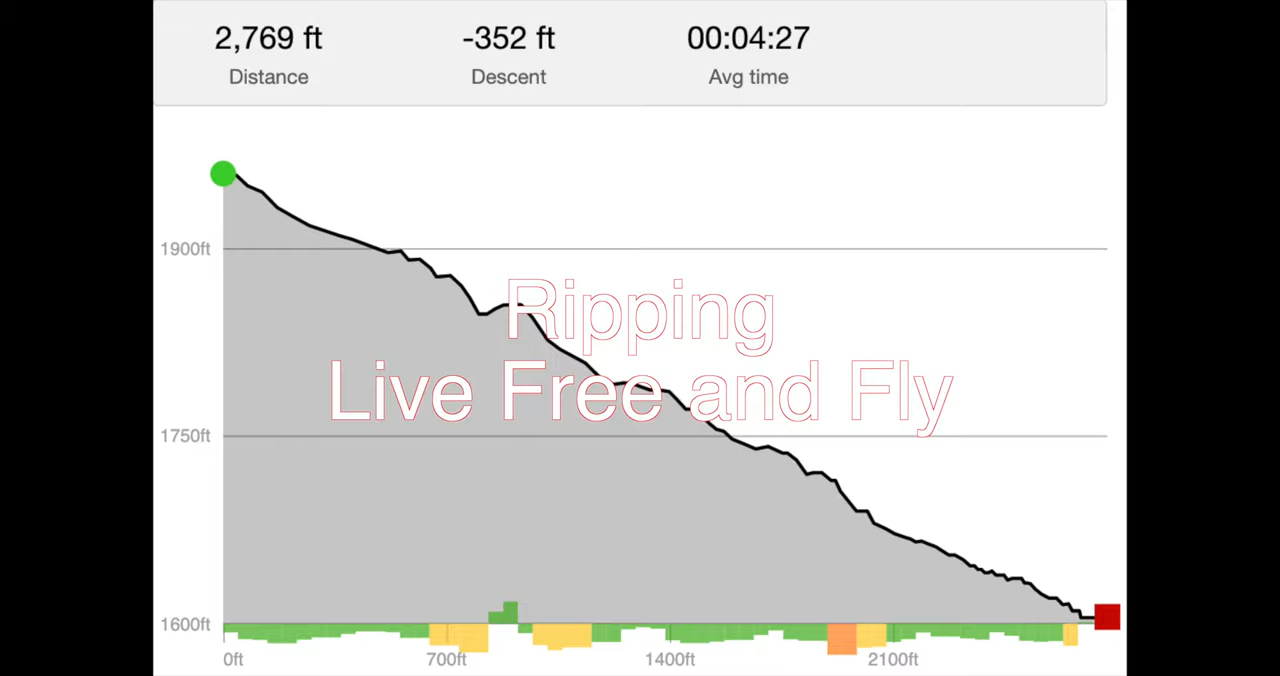 2,769 ft -352 ft 00:04:27
Distance Descent Avg time
1900ft
Ripping
Live Free and Fly
1750ft
1600ft
0ft 700ft 1400ft 2100ft